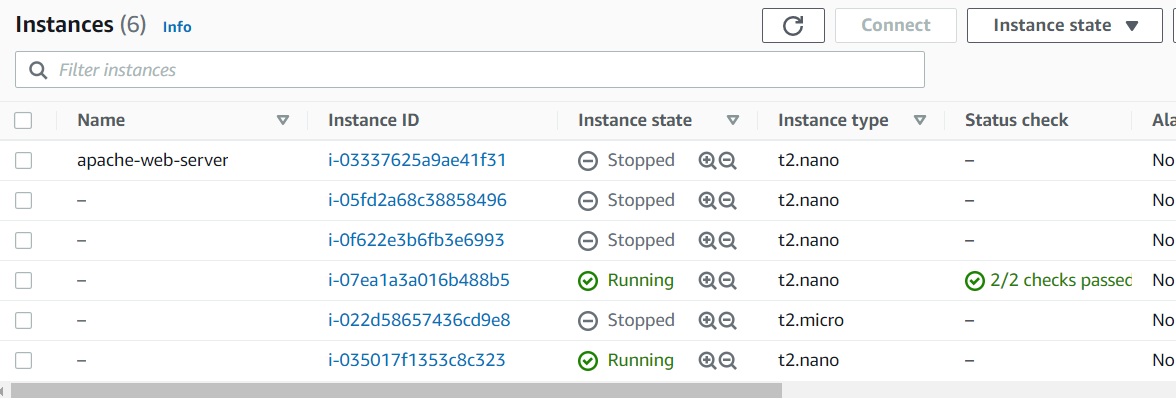 Instances (6) Info Connect Instance state
Filter instances
Name Instance ID Instance state Instance type Status check Ala
apache-web-server i-03337625a9ae41f31 Stopped t2.nano – No
– i-05fd2a68c38858496 Stopped t2.nano – No
– i-0f622e3b6fb3e6993 Stopped t2.nano – No
– i-07ea1a3a016b488b5 Running t2.nano 2/2 checks passed No
– i-022d58657436cd9e8 Stopped t2.micro – No
– i-035017f1353c8c323 Running t2.nano – No